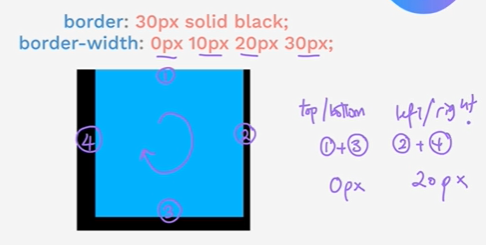 border: 30px solid black;
border-width: 0px 10px 20px 30px;
①
④ ②
③
top/bottom left/right
①+③ ②+④
0px 20px